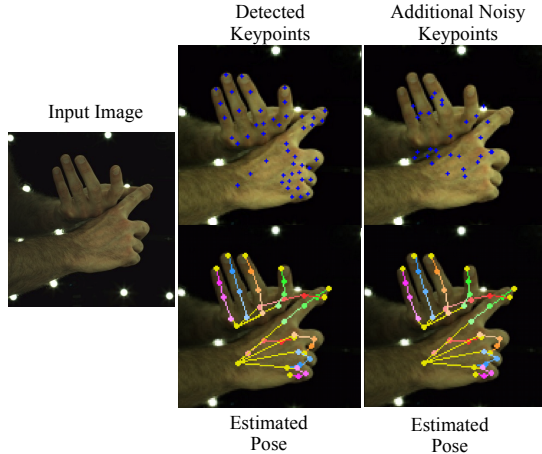 Detected
Keypoints
Additional Noisy
Keypoints
Input Image
Estimated
Pose
Estimated
Pose